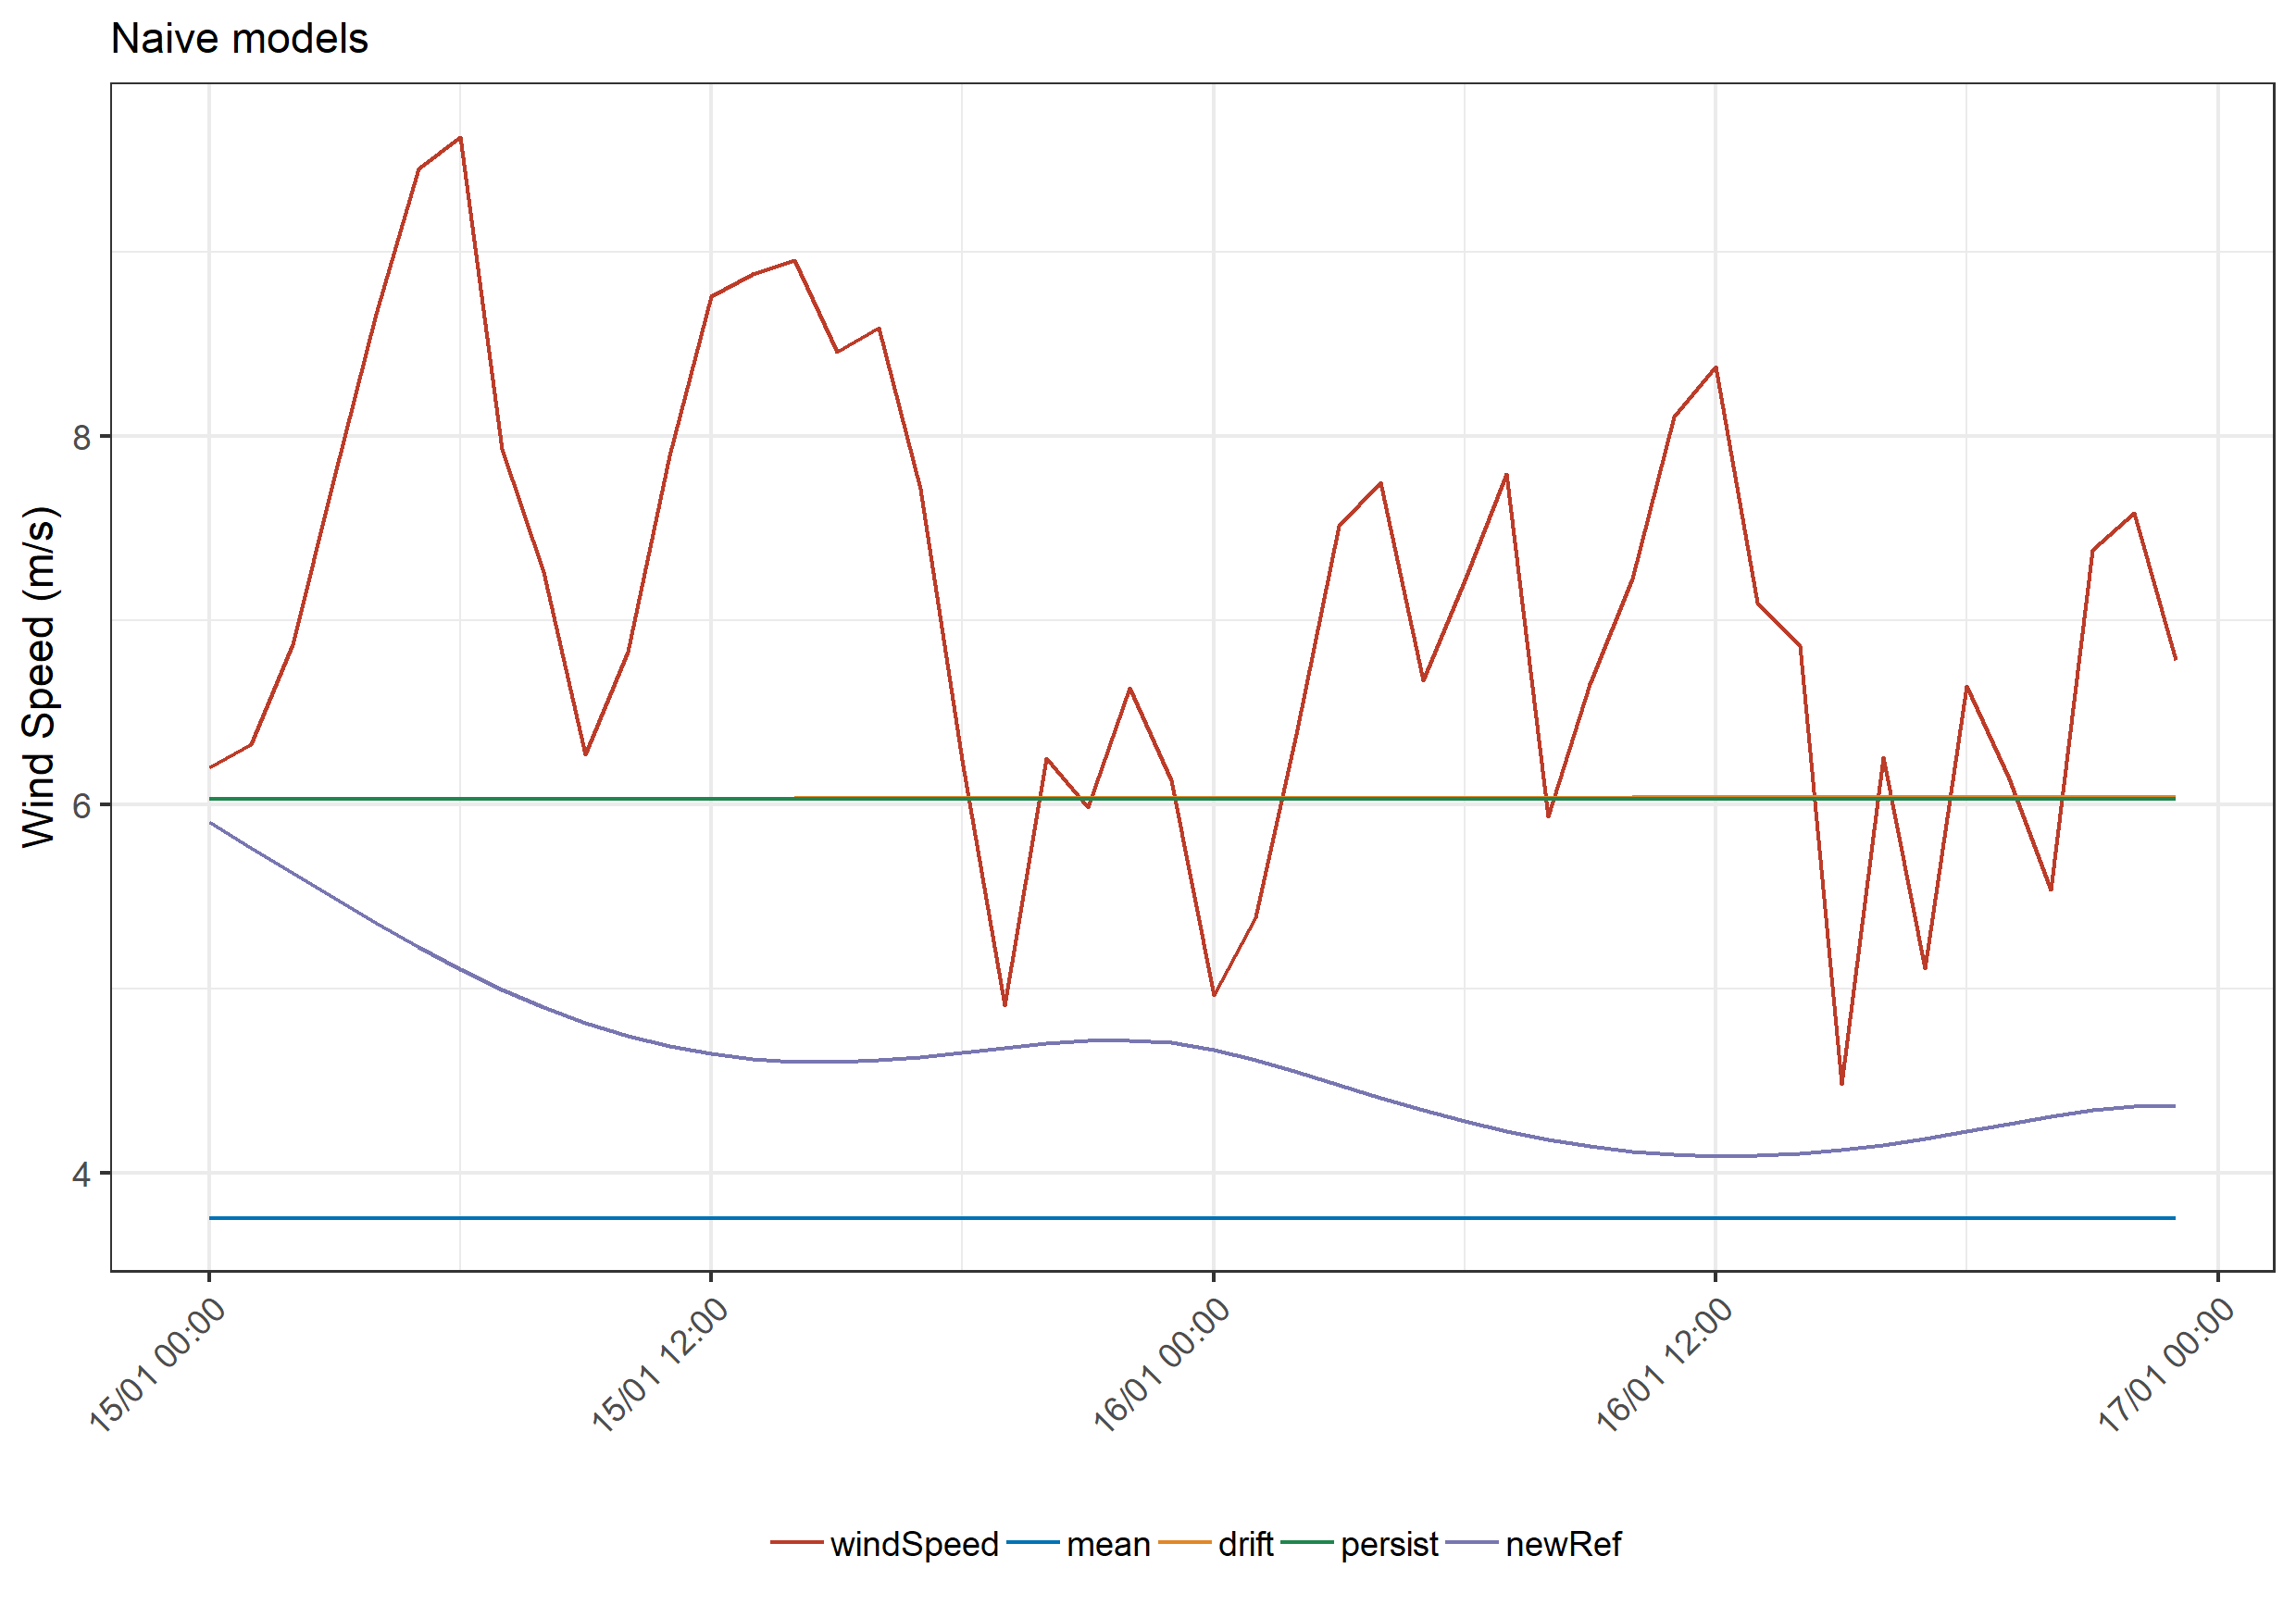 Naive models
Wind Speed (m/s)
8
6
4
15/01 00:00
15/01 12:00
16/01 00:00
16/01 12:00
17/01 00:00
windSpeed mean drift persist newRef